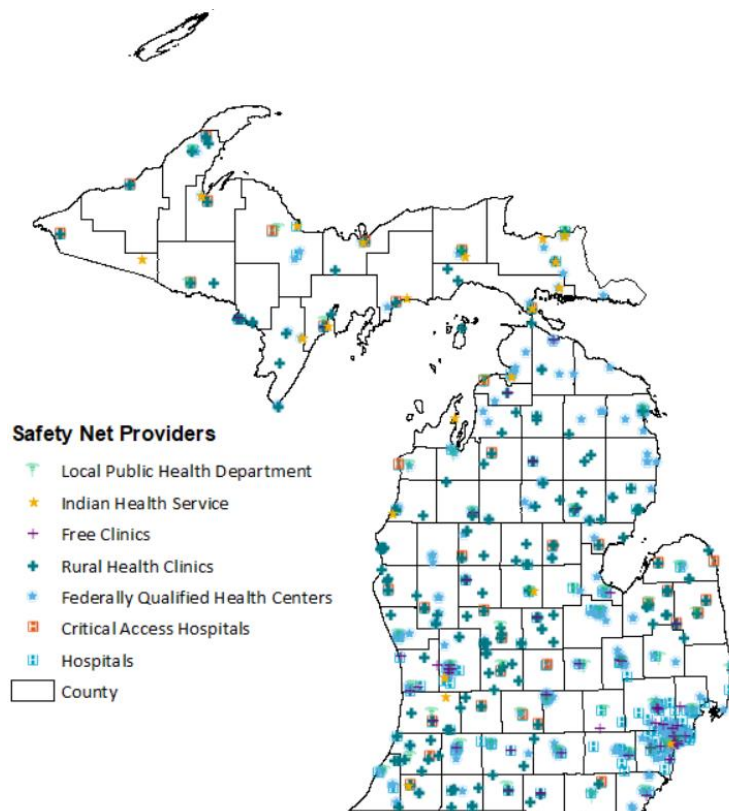 Safety Net Providers
Local Public Health Department
Indian Health Service
Free Clinics
Rural Health Clinics
Federally Qualified Health Centers
Critical Access Hospitals
Hospitals
County